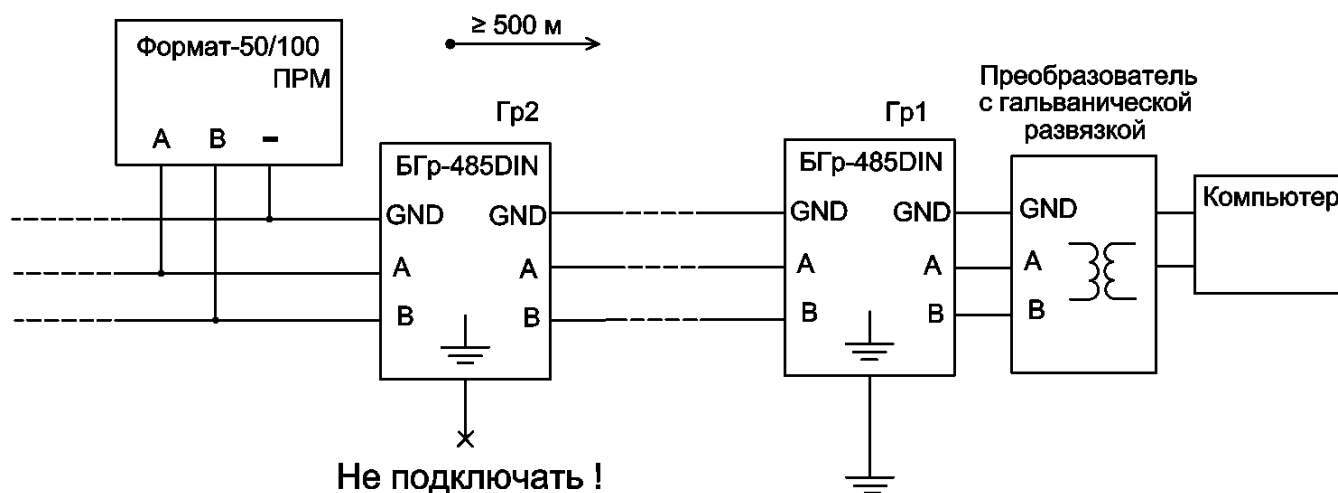 Формат-50/100
ПРМ
A B -
≥ 500 м
Гр2
БГр-485DIN
GND GND
A A
B B
Не подключать !
Гр1
БГр-485DIN
GND GND
A A
B B
Преобразователь
с гальванической
развязкой
GND
A
B
Компьютер